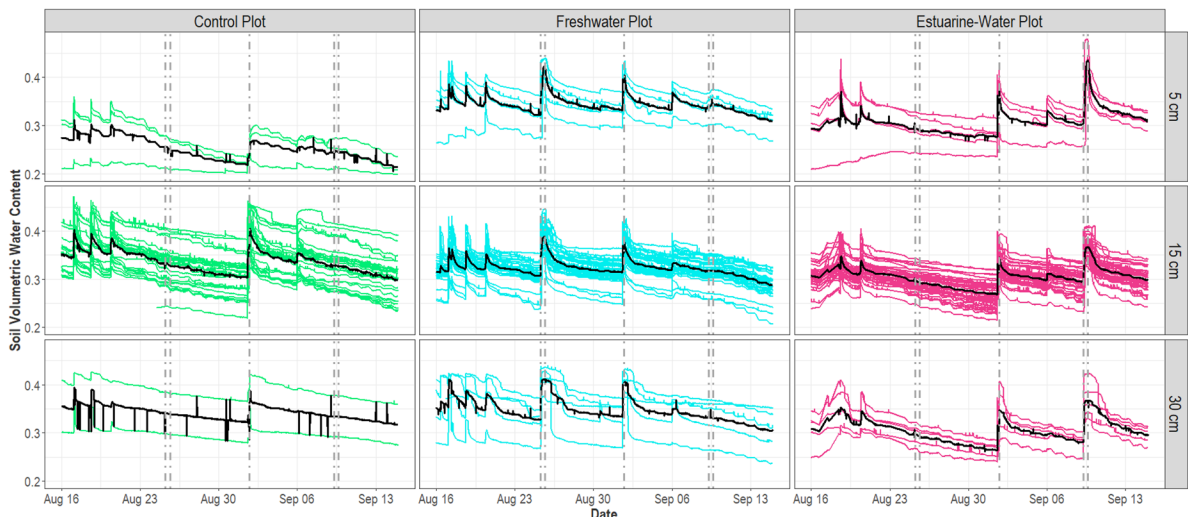 Control Plot
Freshwater Plot
Estuarine-Water Plot
Soil Volumetric Water Content
0.4
0.3
0.2
5 cm
0.4
0.3
0.2
15 cm
0.4
0.3
0.2
30 cm
Aug 16
Aug 23
Aug 30
Sep 06
Sep 13
Aug 16
Aug 23
Aug 30
Sep 06
Sep 13
Aug 16
Aug 23
Aug 30
Sep 06
Sep 13
Date